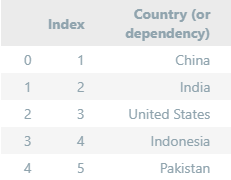 Index Country (or dependency)
0 1 China
1 2 India
2 3 United States
3 4 Indonesia
4 5 Pakistan